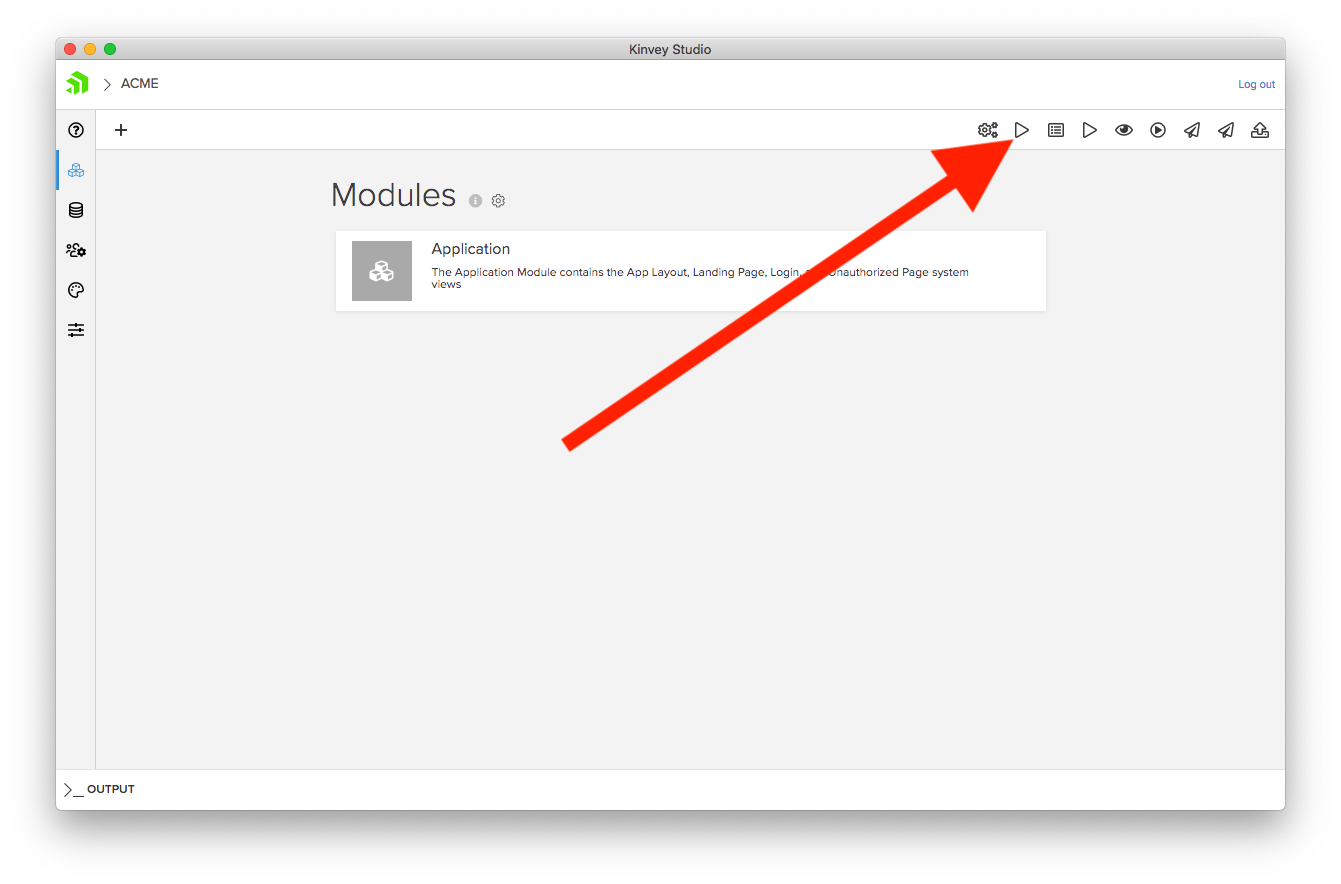 Kinvey Studio
ACME
Log out
Modules
Application
The Application Module contains the App Layout, Landing Page, Login, Unauthorized Page system
views
>_ OUTPUT